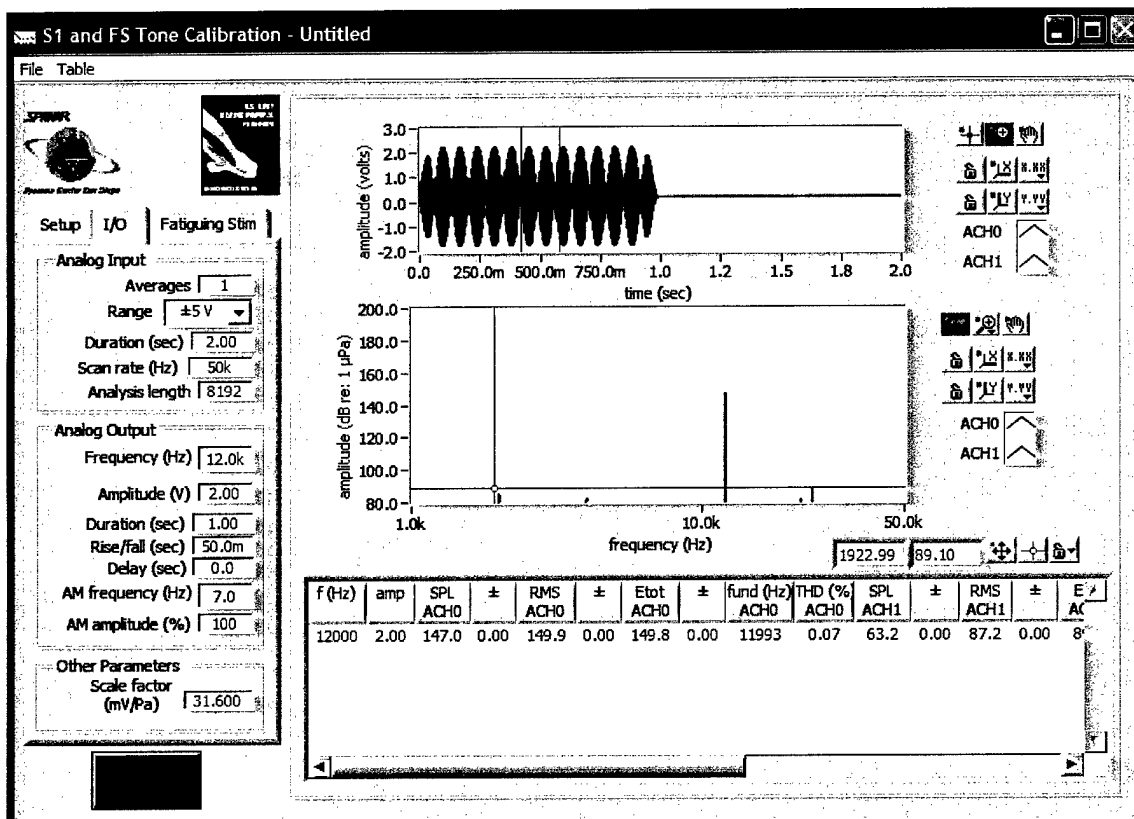 S1 and FS Tone Calibration - Untitled
File Table
SPAWAR
Setup I/O Fatiguing Stim
Analog Input
Averages 1
Range ±5 V
Duration (sec) 2.00
Scan rate (Hz) 50k
Analysis length 8192
Analog Output
Frequency (Hz) 12.0k
Amplitude (V) 2.00
Duration (sec) 1.00
Rise/fall (sec) 50.0m
Delay (sec) 0.0
AM frequency (Hz) 7.0
AM amplitude (%) 100
Other Parameters
Scale factor
(mV/Pa) 31.600
amplitude (volts)
3.0
2.0
1.0
0.0
-1.0
-2.0
0.0 250.0m 500.0m 750.0m 1.0 1.2 1.5 1.8 2.0
time (sec)
X.XX
Y.YY
ACH0
ACH1
amplitude (dB re: 1 µPa)
200.0
180.0
160.0
140.0
120.0
100.0
80.0
1.0k 10.0k 50.0k
frequency (Hz)
X.XX
Y.YY
ACH0
ACH1
1922.99 89.10
f (Hz) amp SPL ACH0 ± RMS ACH0 ± Etot ACH0 ± fund (Hz) ACH0 THD (%) ACH0 SPL ACH1 ± RMS ACH1 ±
12000 2.00 147.0 0.00 149.9 0.00 149.8 0.00 11993 0.07 63.2 0.00 87.2 0.00